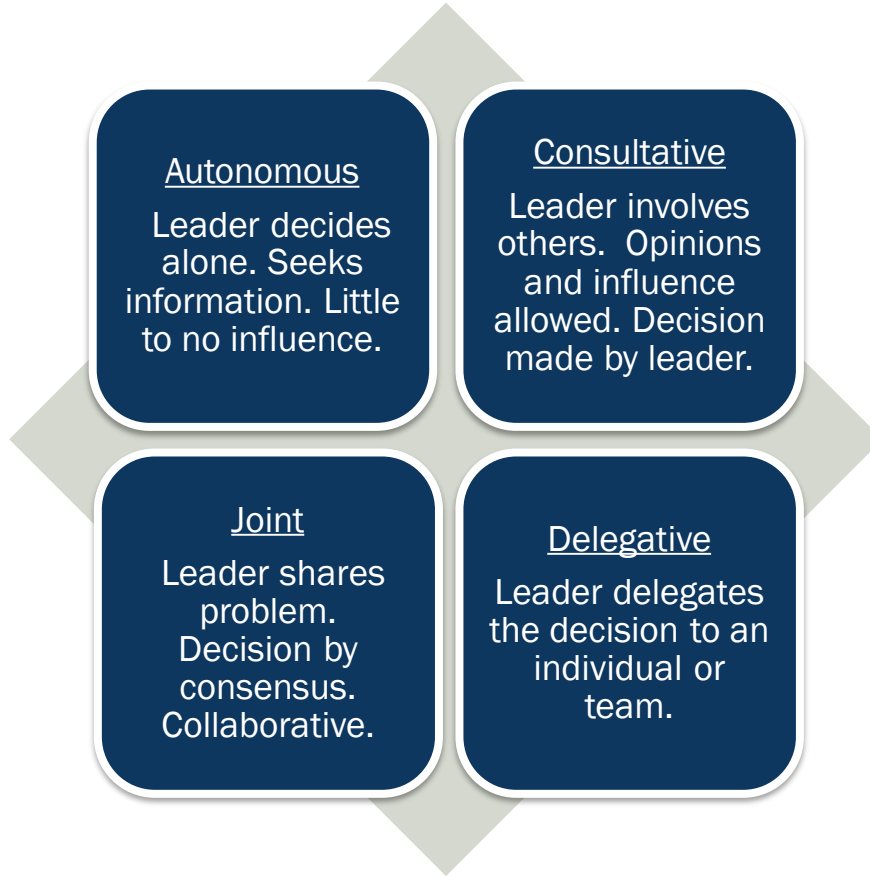 Autonomous
Leader decides
alone. Seeks
information. Little
to no influence.
Consultative
Leader involves
others.  Opinions
and influence
allowed. Decision
made by leader.
Joint
Leader shares
problem.
Decision by
consensus.
Collaborative.
Delegative
Leader delegates
the decision to an
individual or
team.